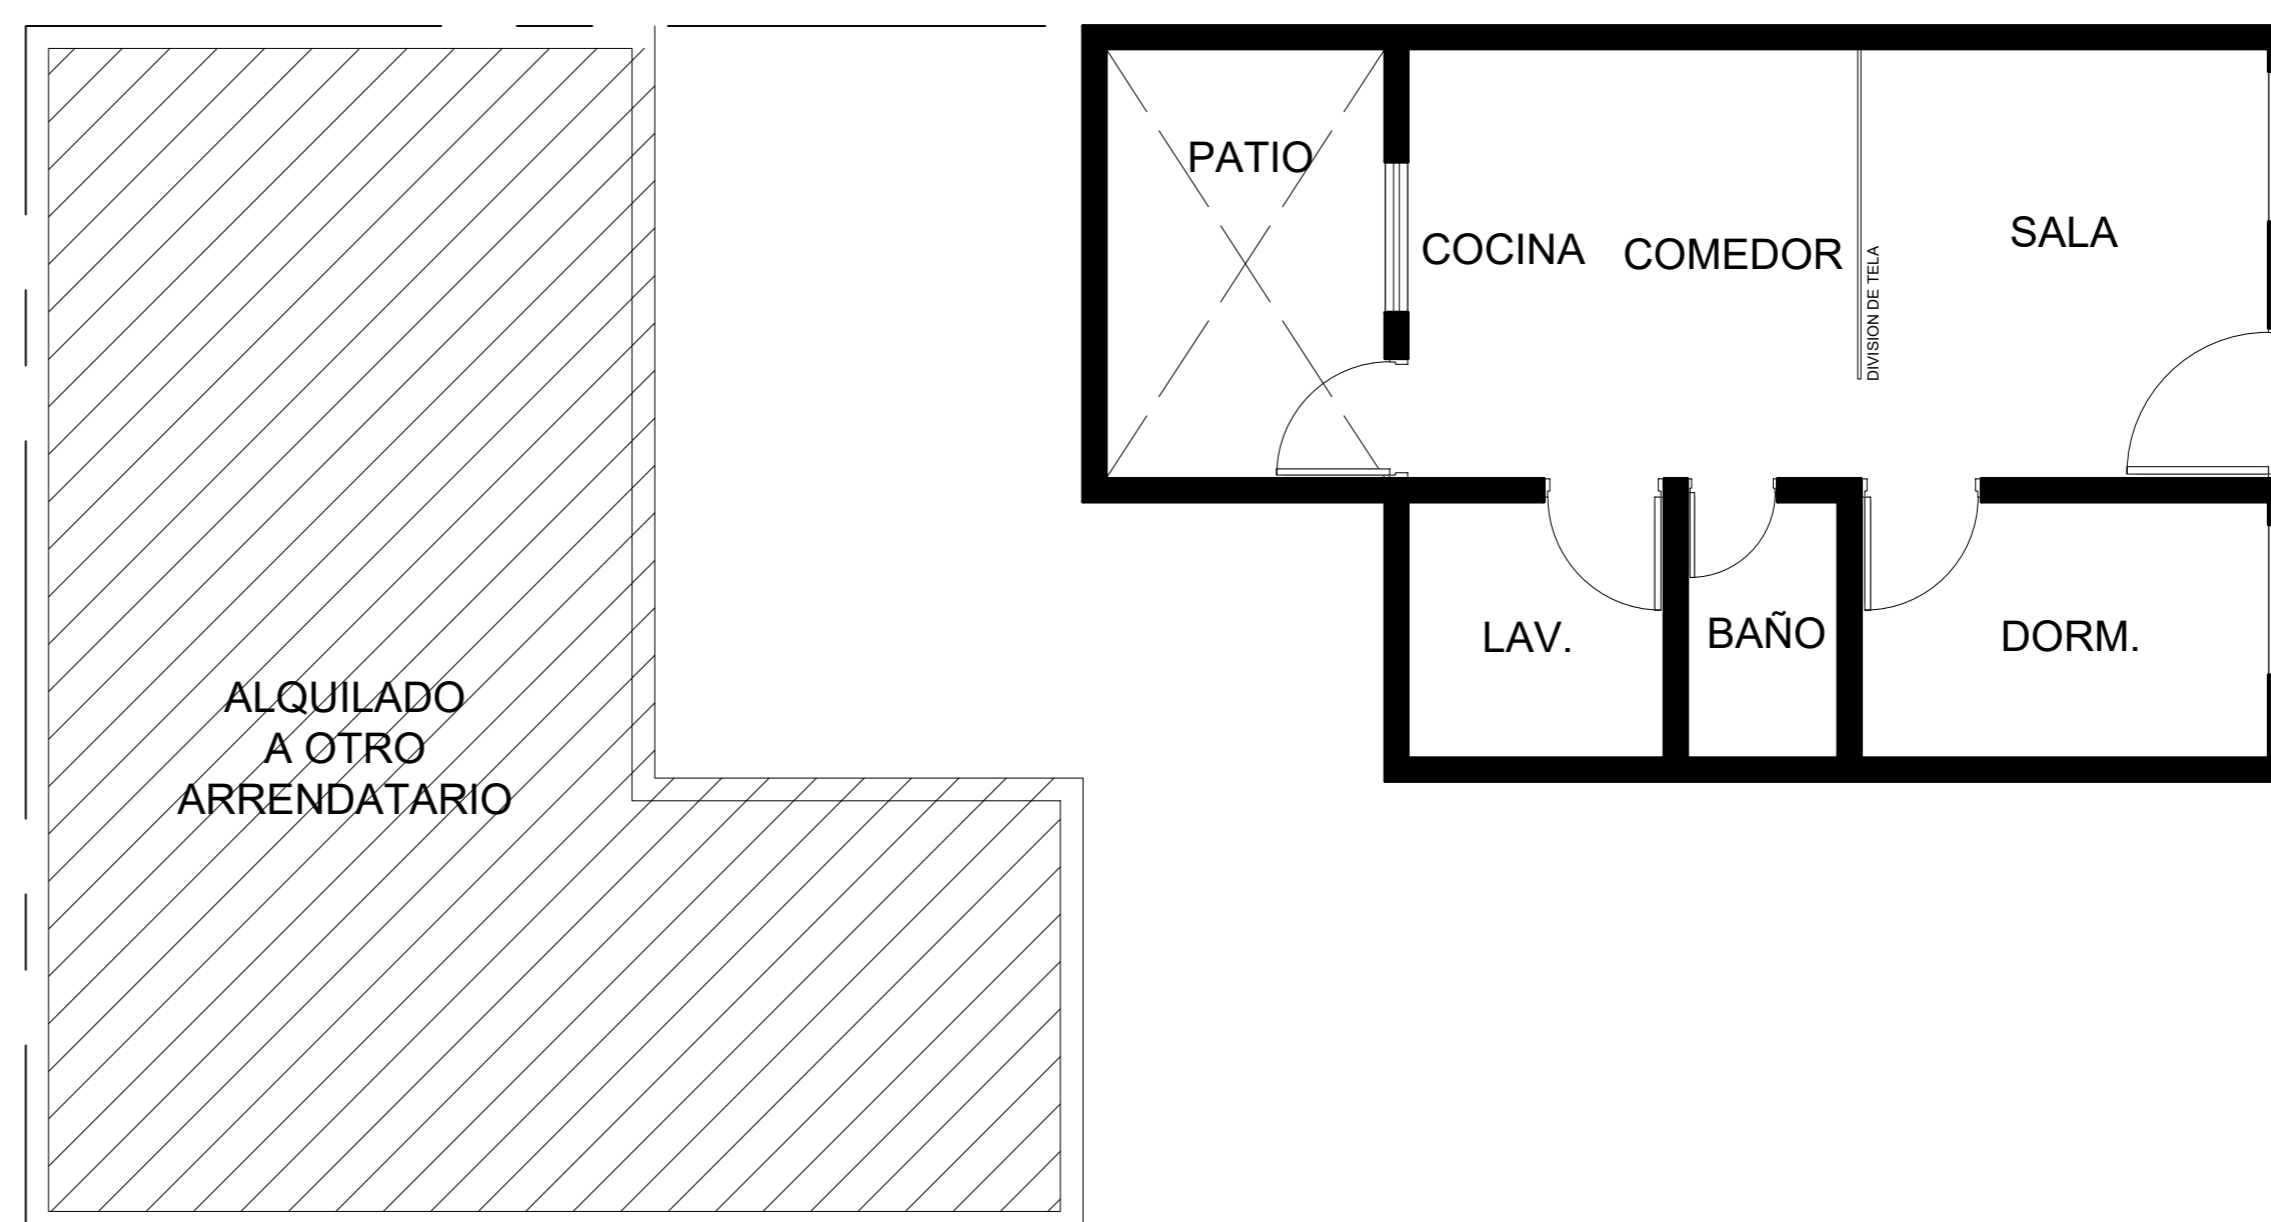 PATIO
COCINA
COMEDOR
DIVISION DE TELA
SALA
LAV.
BAÑO
DORM.
ALQUILADO
A OTRO
ARRENDATARIO